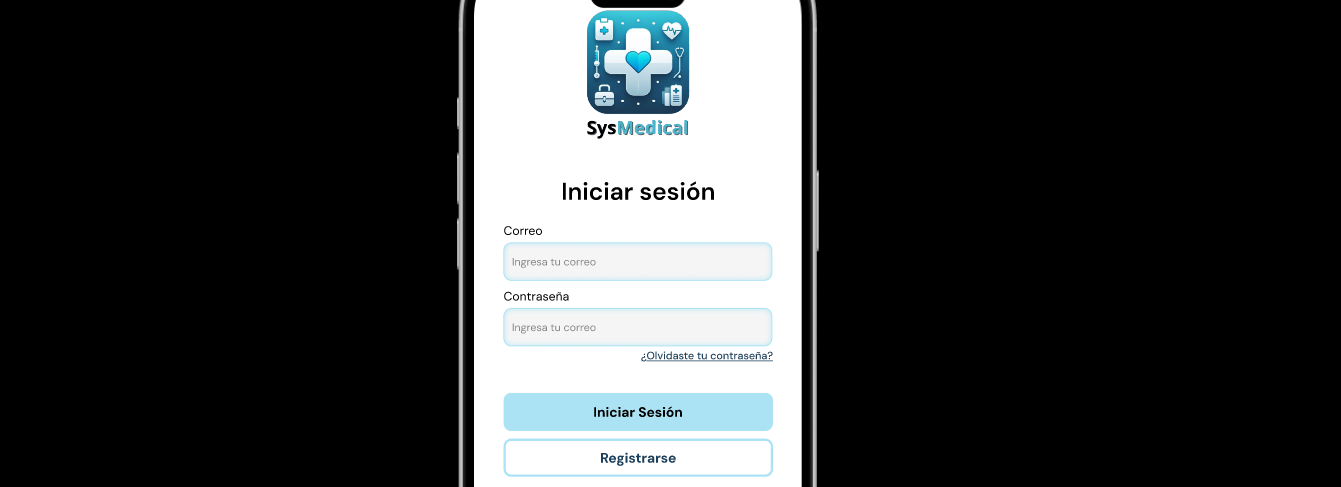 SysMedical
Iniciar sesión
Correo
Ingresa tu correo
Contraseña
Ingresa tu correo
¿Olvidaste tu contraseña?
Iniciar Sesión
Registrarse